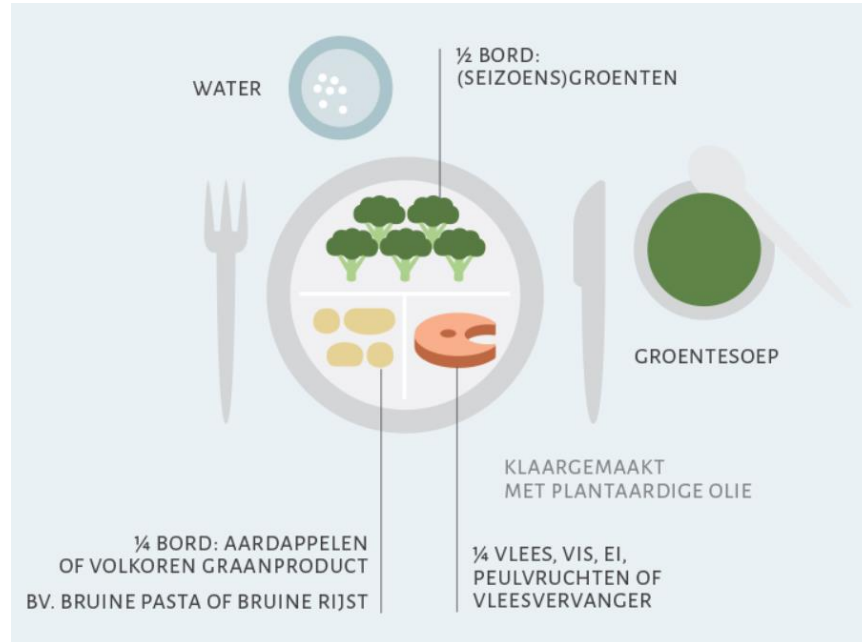 WATER
½ BORD:
(SEIZOENS)GROENTEN
GROENTESOEP
KLAARGEMAAKT
MET PLANTAARDIGE OLIE
¼ BORD: AARDAPPELEN
OF VOLKOREN GRAANPRODUCT
BV. BRUINE PASTA OF BRUINE RIJST
¼ VLEES, VIS, EI,
PEULVRUCHTEN OF
VLEESVERVANGER